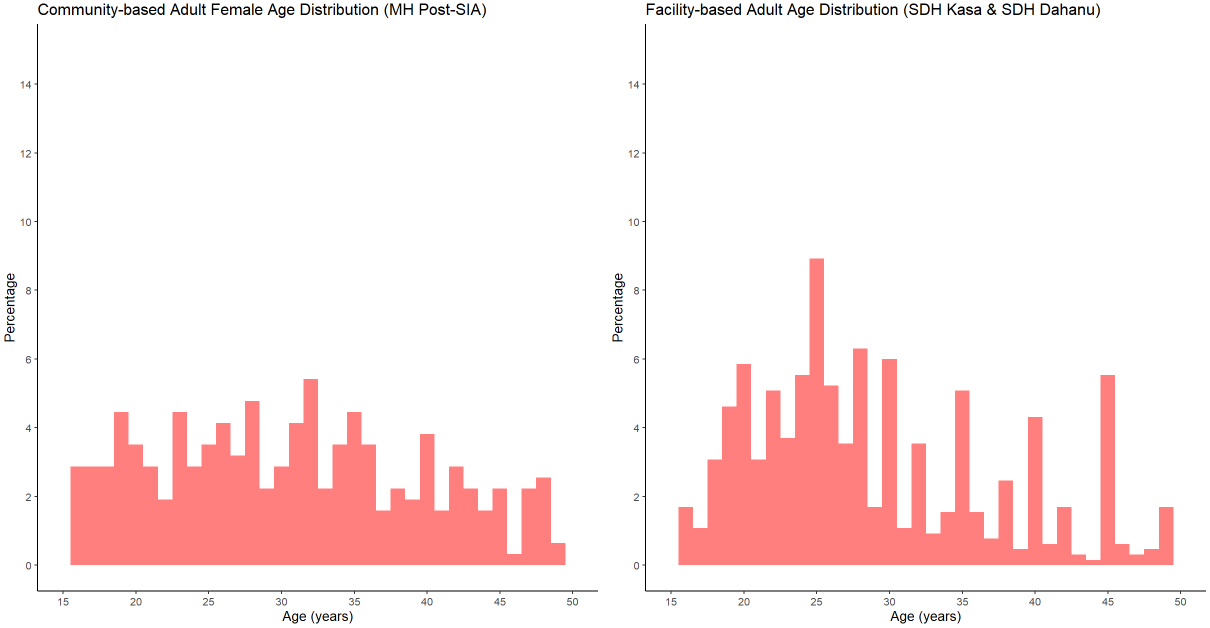 Community-based Adult Female Age Distribution (MH Post-SIA)
14
12
10
8
6
4
2
0
Percentage
15 20 25 30 35 40 45 50
Age (years)
Facility-based Adult Age Distribution (SDH Kasa & SDH Dahanu)
14
12
10
8
6
4
2
0
Percentage
15 20 25 30 35 40 45 50
Age (years)